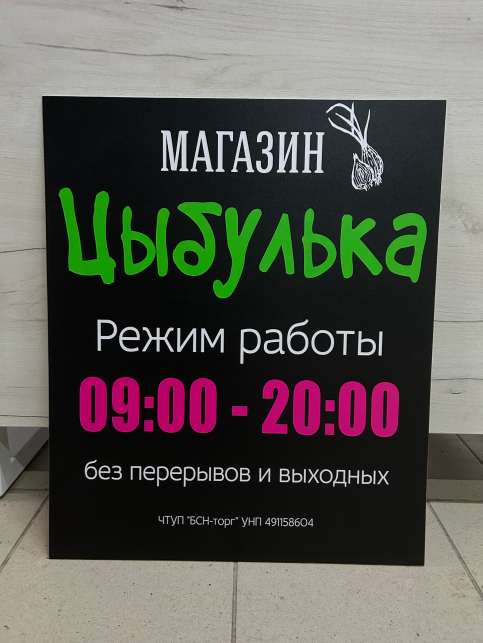 МАГАЗИН
Цыбулька
Режим работы
09:00 - 20:00
без перерывов и выходных
ЧТУП "БСН-торг" УНП 491158604